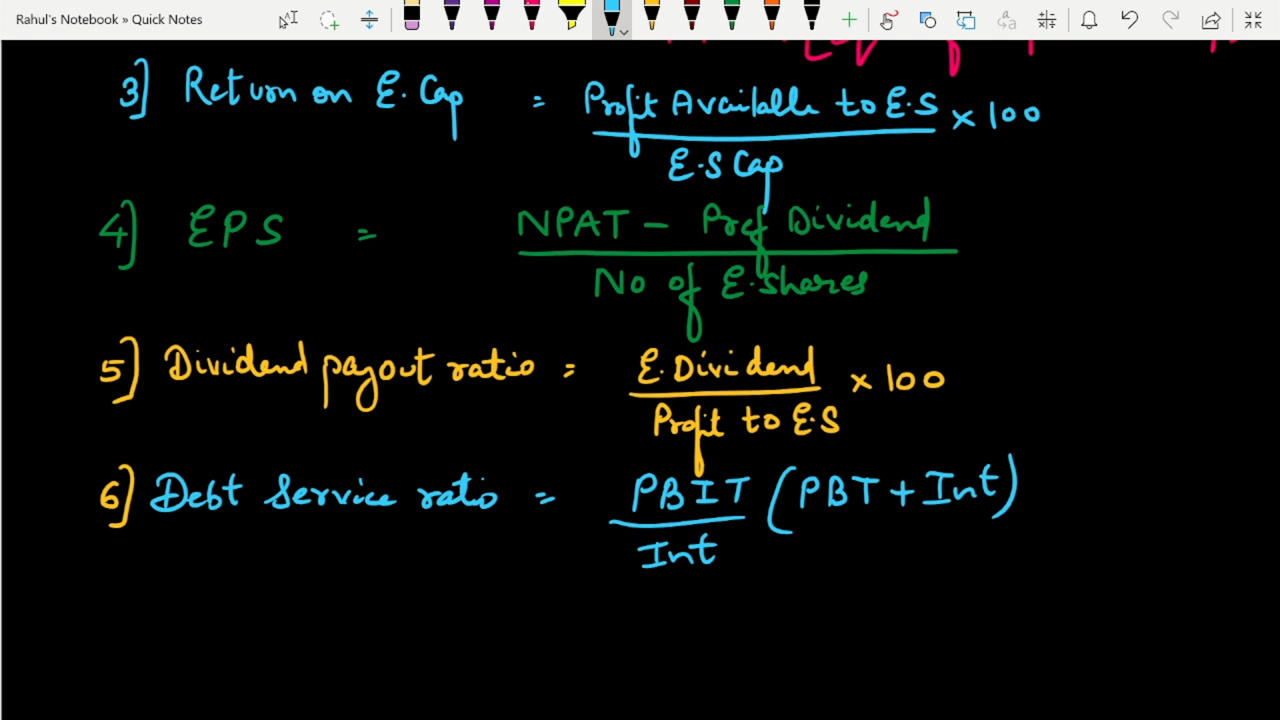 Rahul's Notebook » Quick Notes
3] Return on E. Cap = Profit Available to E.S × 100
E.S Cap
4] EPS = NPAT - Pref Dividend
No of E.shares
5] Dividend payout ratio = E. Dividend × 100
Profit to E.S
6] Debt Service ratio = PBIT (PBT + Int)
Int